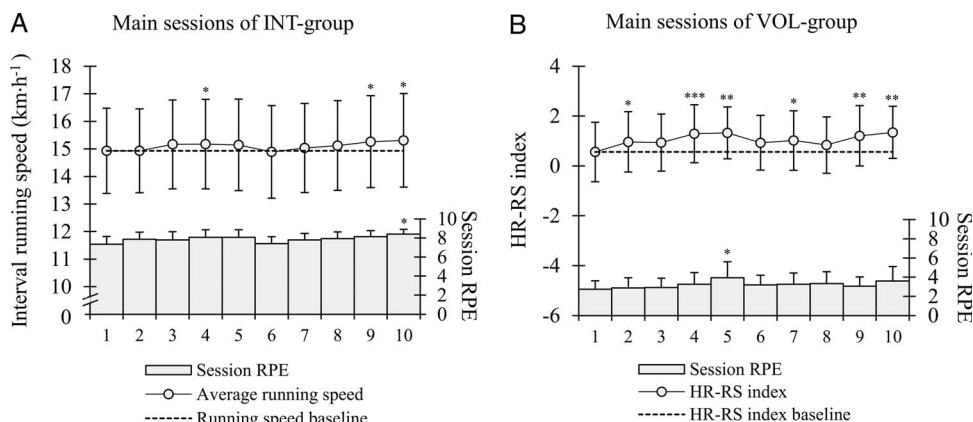 A
Main sessions of INT-group
Interval running speed (km·h⁻¹)
18
17
16
15
14
13
12
11
10
0
* * *
*
10
8
6
4
2
0
Session RPE
1 2 3 4 5 6 7 8 9 10
Session RPE
Average running speed
Running speed baseline
B
Main sessions of VOL-group
HR-RS index
4
2
0
-2
-4
-6
* *** ** * ** **
*
10
8
6
4
2
0
Session RPE
1 2 3 4 5 6 7 8 9 10
Session RPE
HR-RS index
HR-RS index baseline